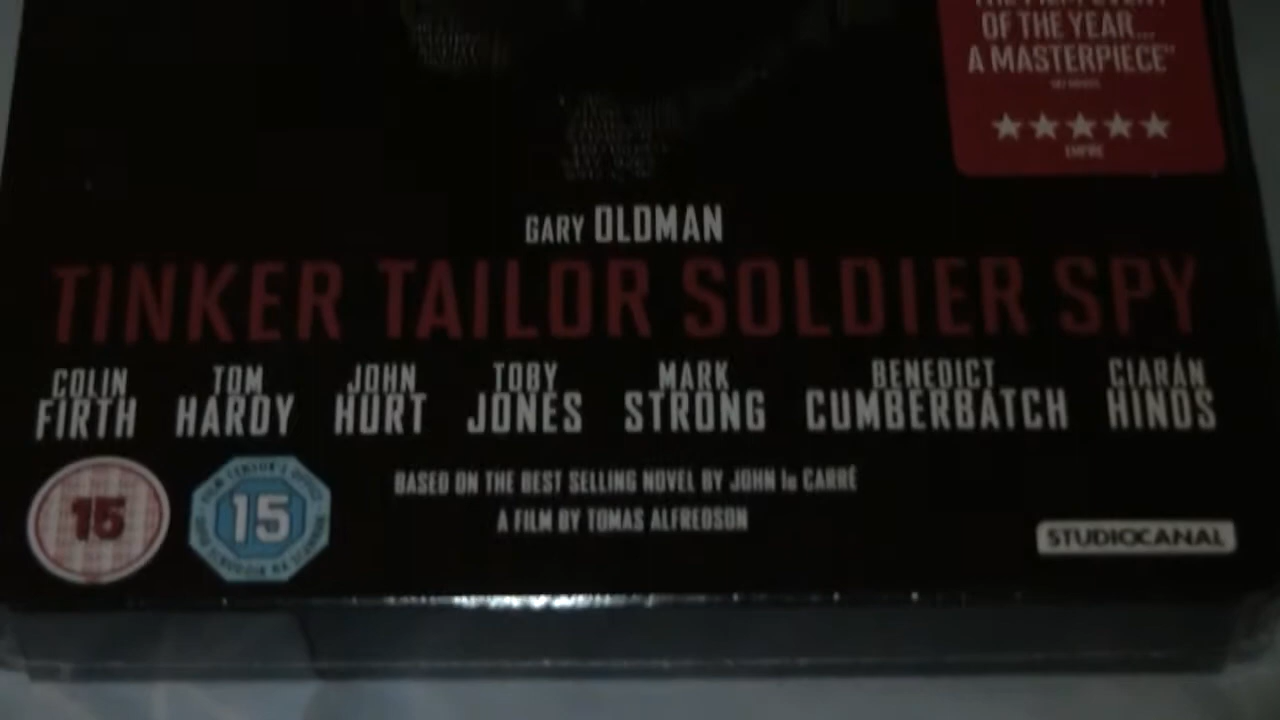 OF THE YEAR...
A MASTERPIECE"
EMPIRE
GARY OLDMAN
TINKER TAILOR SOLDIER SPY
COLIN FIRTH
TOM HARDY
JOHN HURT
TOBY JONES
MARK STRONG
BENEDICT CUMBERBATCH
CIARÁN HINDS
15
15
BASED ON THE BEST SELLING NOVEL BY JOHN le CARRÉ
A FILM BY TOMAS ALFREDSON
STUDIOCANAL